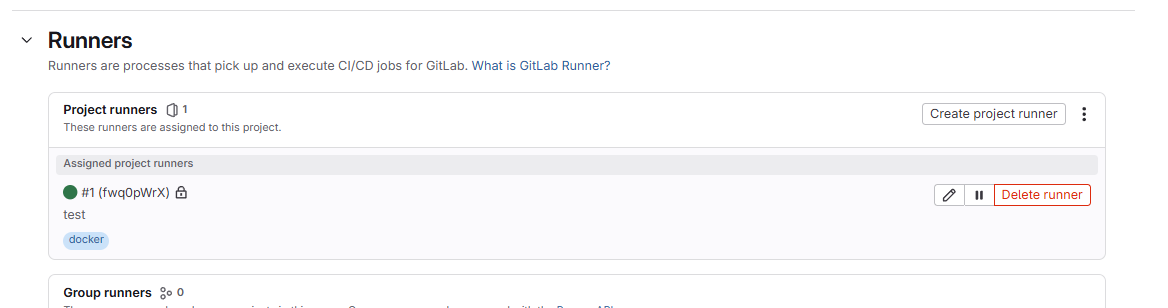 Runners
Runners are processes that pick up and execute CI/CD jobs for GitLab. What is GitLab Runner?
Project runners 1
Create project runner
These runners are assigned to this project.
Assigned project runners
#1 (fwq0pWrX)
Delete runner
test
docker
Group runners 0